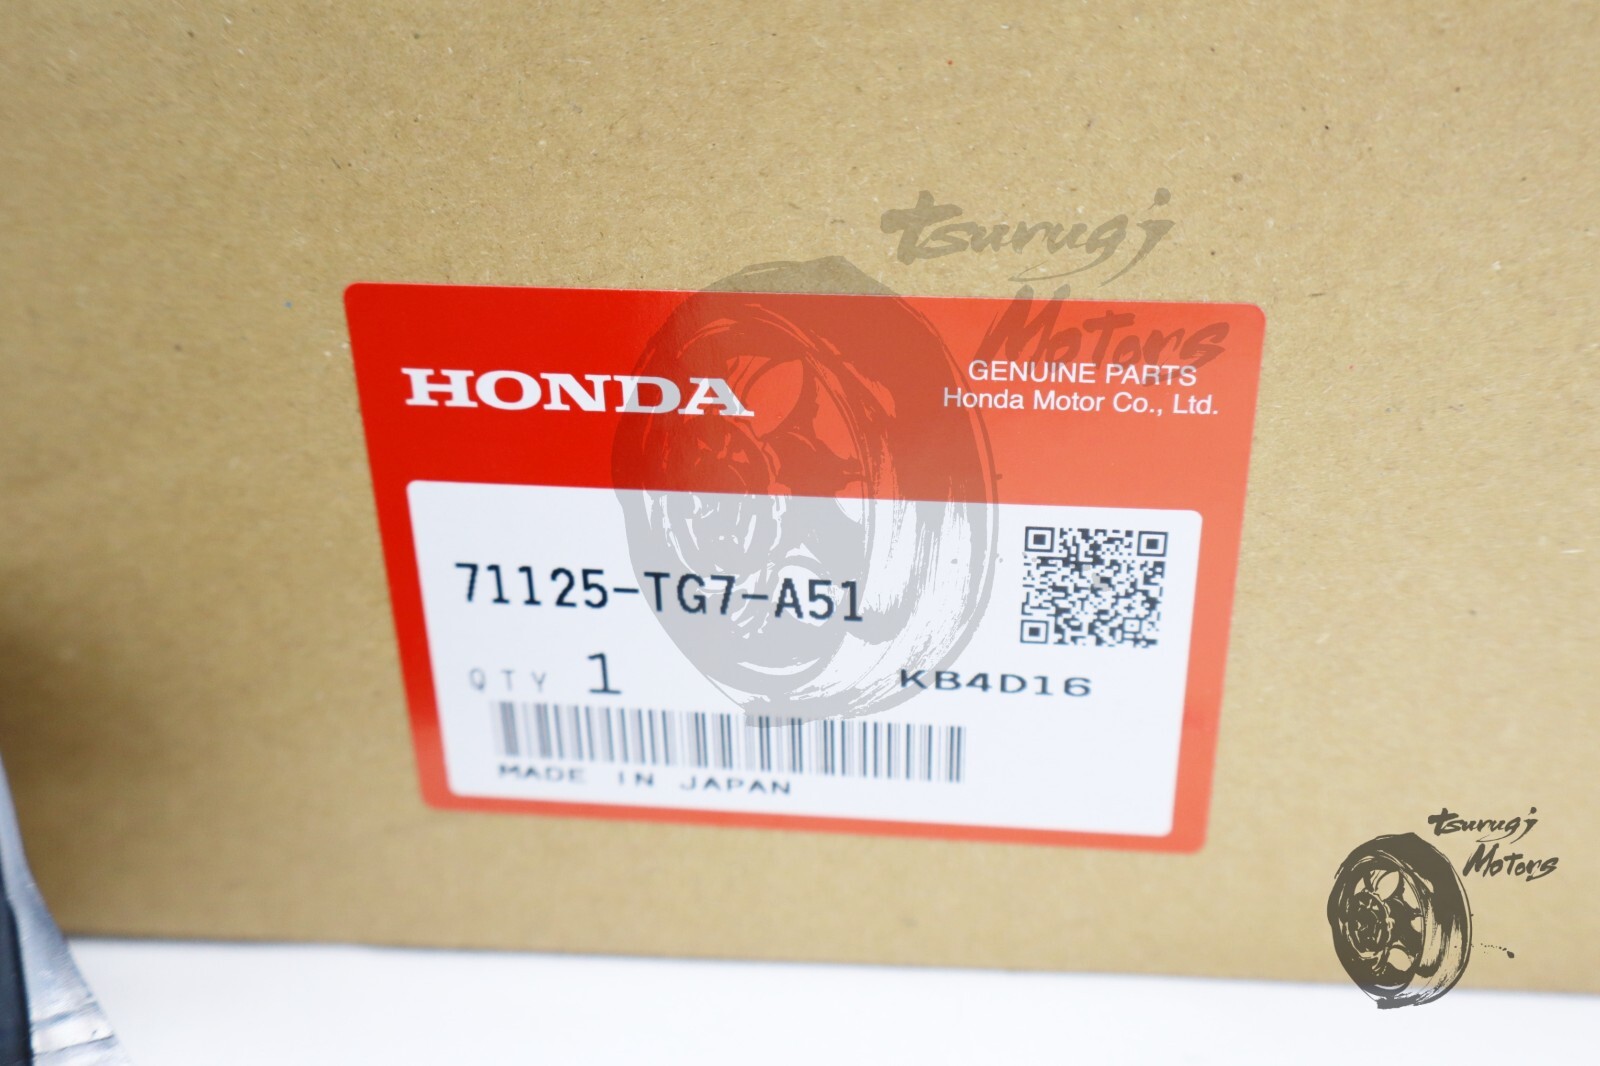 tsurugi
Motors
HONDA
GENUINE PARTS
Honda Motor Co., Ltd.
71125-TG7-A51
QTY 1
KB4D16
MADE IN JAPAN
tsurugi
Motors